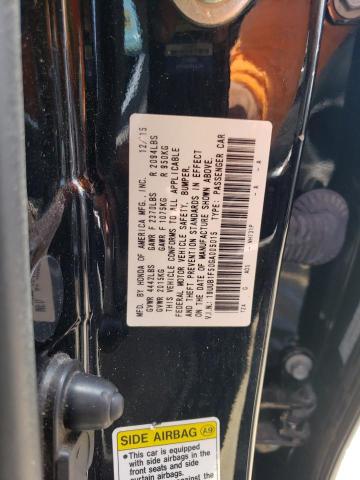 MFD. BY HONDA OF AMERICA MFG., INC. 12/15
GVWR 4442LBS GAWR F 2370LBS R 2094LBS
GVWR 2015KG GAWR F 1075KG R 950KG
THIS VEHICLE CONFORMS TO ALL APPLICABLE
FEDERAL MOTOR VEHICLE SAFETY, BUMPER,
THEFT PREVENTION STANDARDS IN EFFECT
ON THE DATE OF MANUFACTURE SHOWN ABOVE.
TYPE: PASSENGER CAR
A - A - A
SIDE AIRBAG A9
This car is equipped
with side airbags in the
front seats and side
curtain airbags.